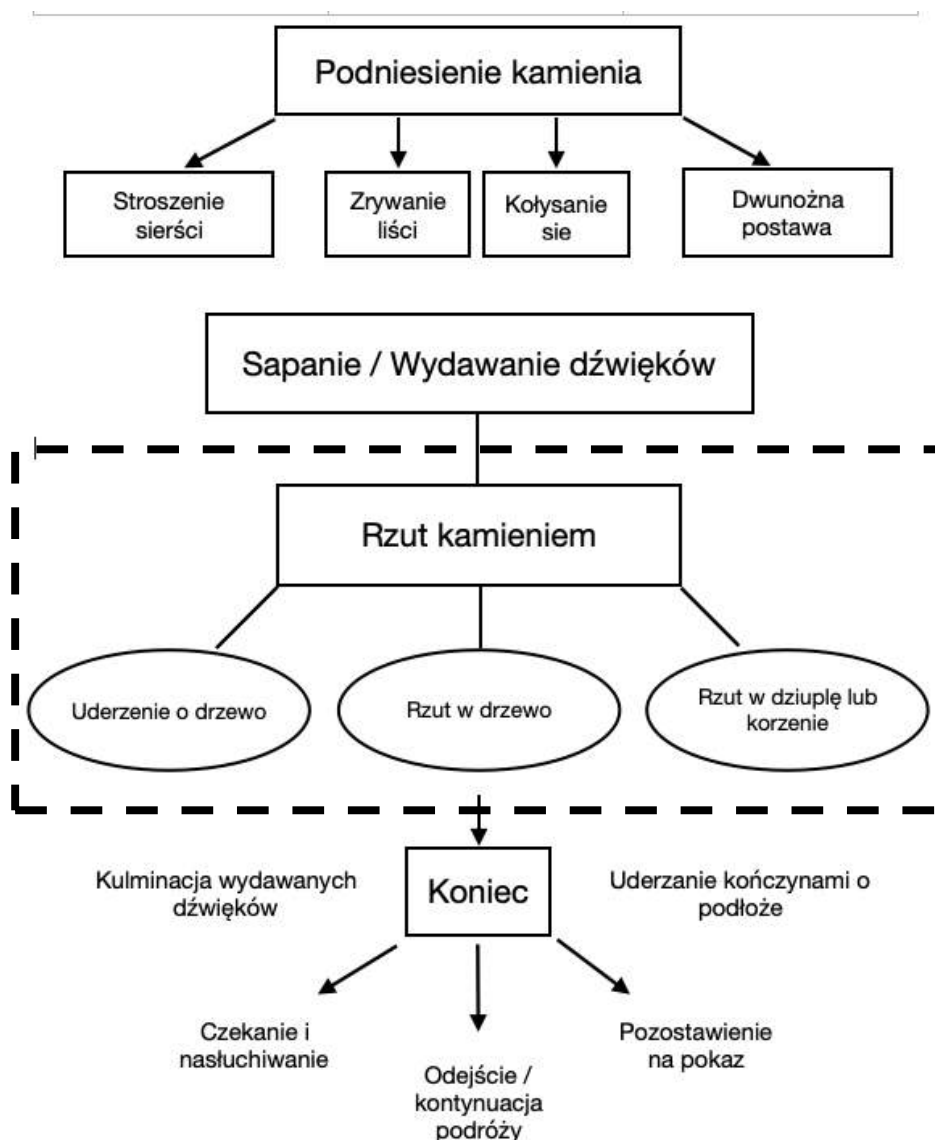 Podniesienie kamienia
Stroszenie
sierści
Zrywanie
liści
Kołysanie
sie
Dwunożna
postawa
Sapanie / Wydawanie dźwięków
Rzut kamieniem
Uderzenie o drzewo
Rzut w drzewo
Rzut w dziuplę lub
korzenie
Kulminacja wydawanych
dźwięków
Koniec
Uderzanie kończynami o
podłoże
Czekanie i
nasłuchiwanie
Odejście /
kontynuacja
podróży
Pozostawienie
na pokaz